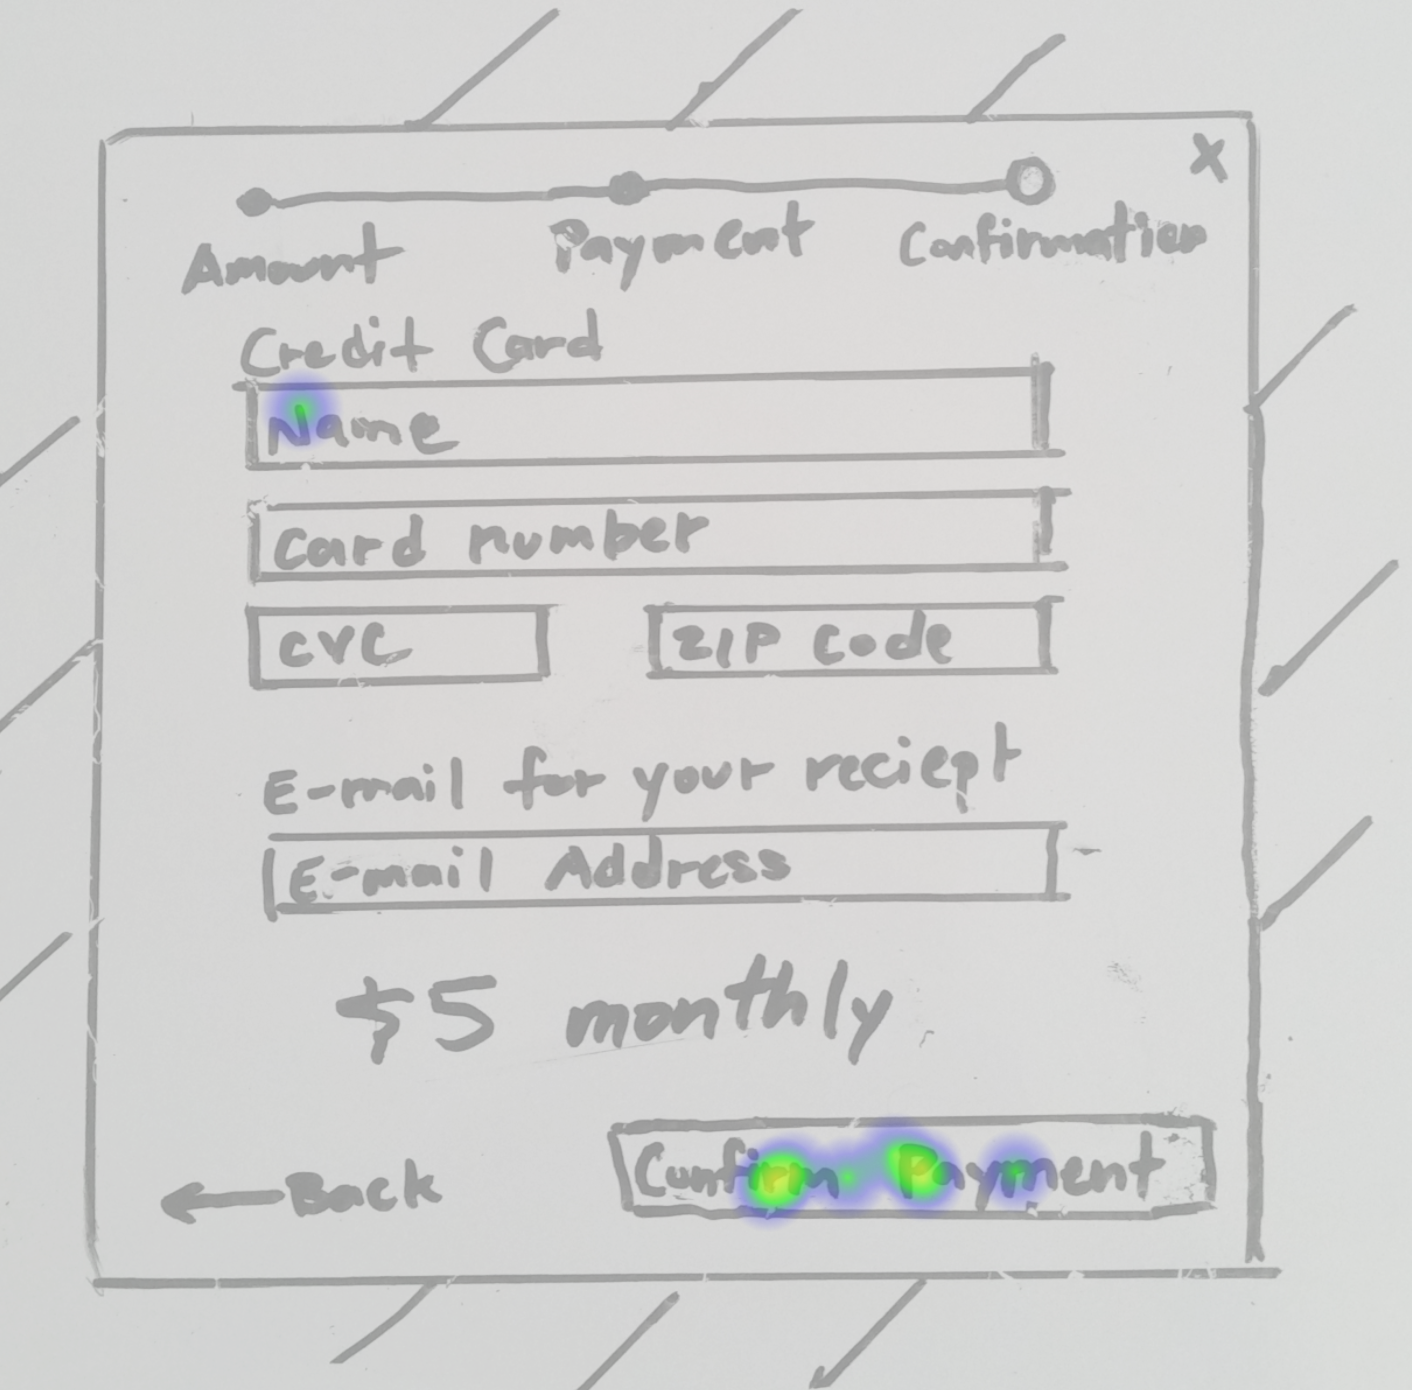 X
Amount Payment Confirmation
Credit Card
Name
Card number
CVC ZIP Code
E-mail for your reciept
E-mail Address
$5 monthly
←Back Confirm Payment